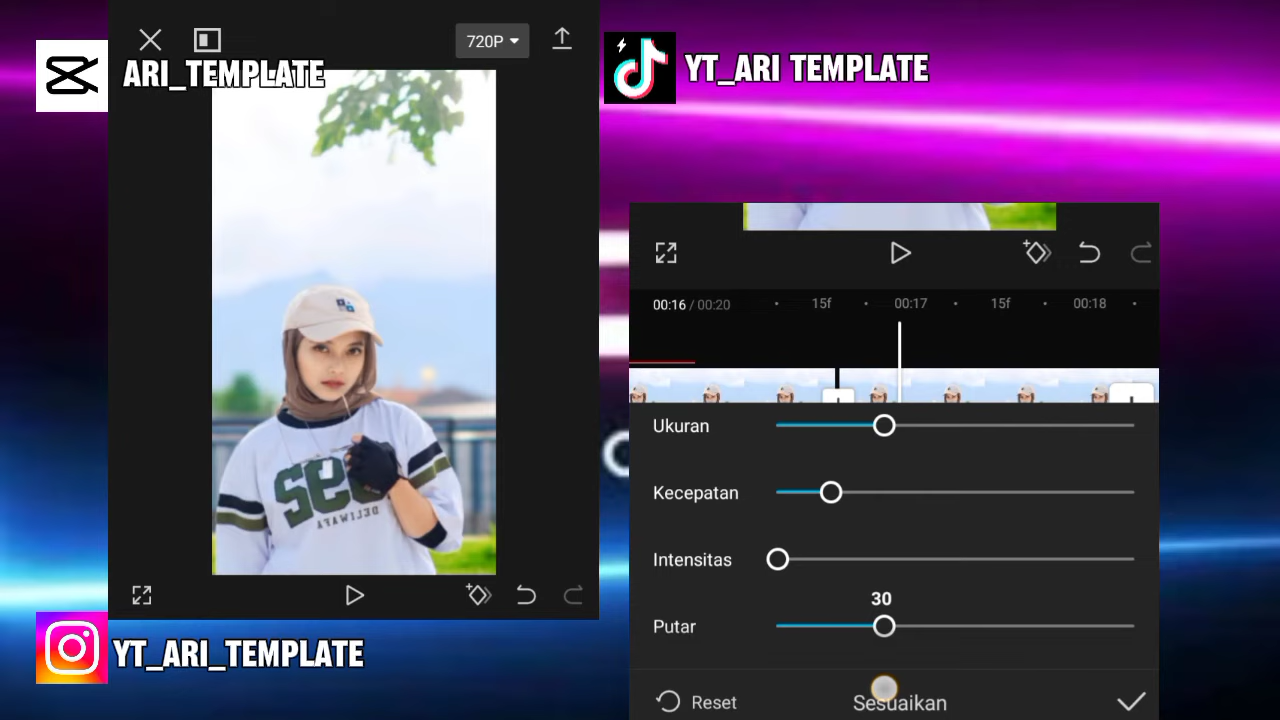 720P
ARI_TEMPLATE
YT_ARI TEMPLATE
00:16 / 00:20
15f
00:17
15f
00:18
Ukuran
Kecepatan
Intensitas
30
Putar
Reset
Sesuaikan
YT_ARI_TEMPLATE